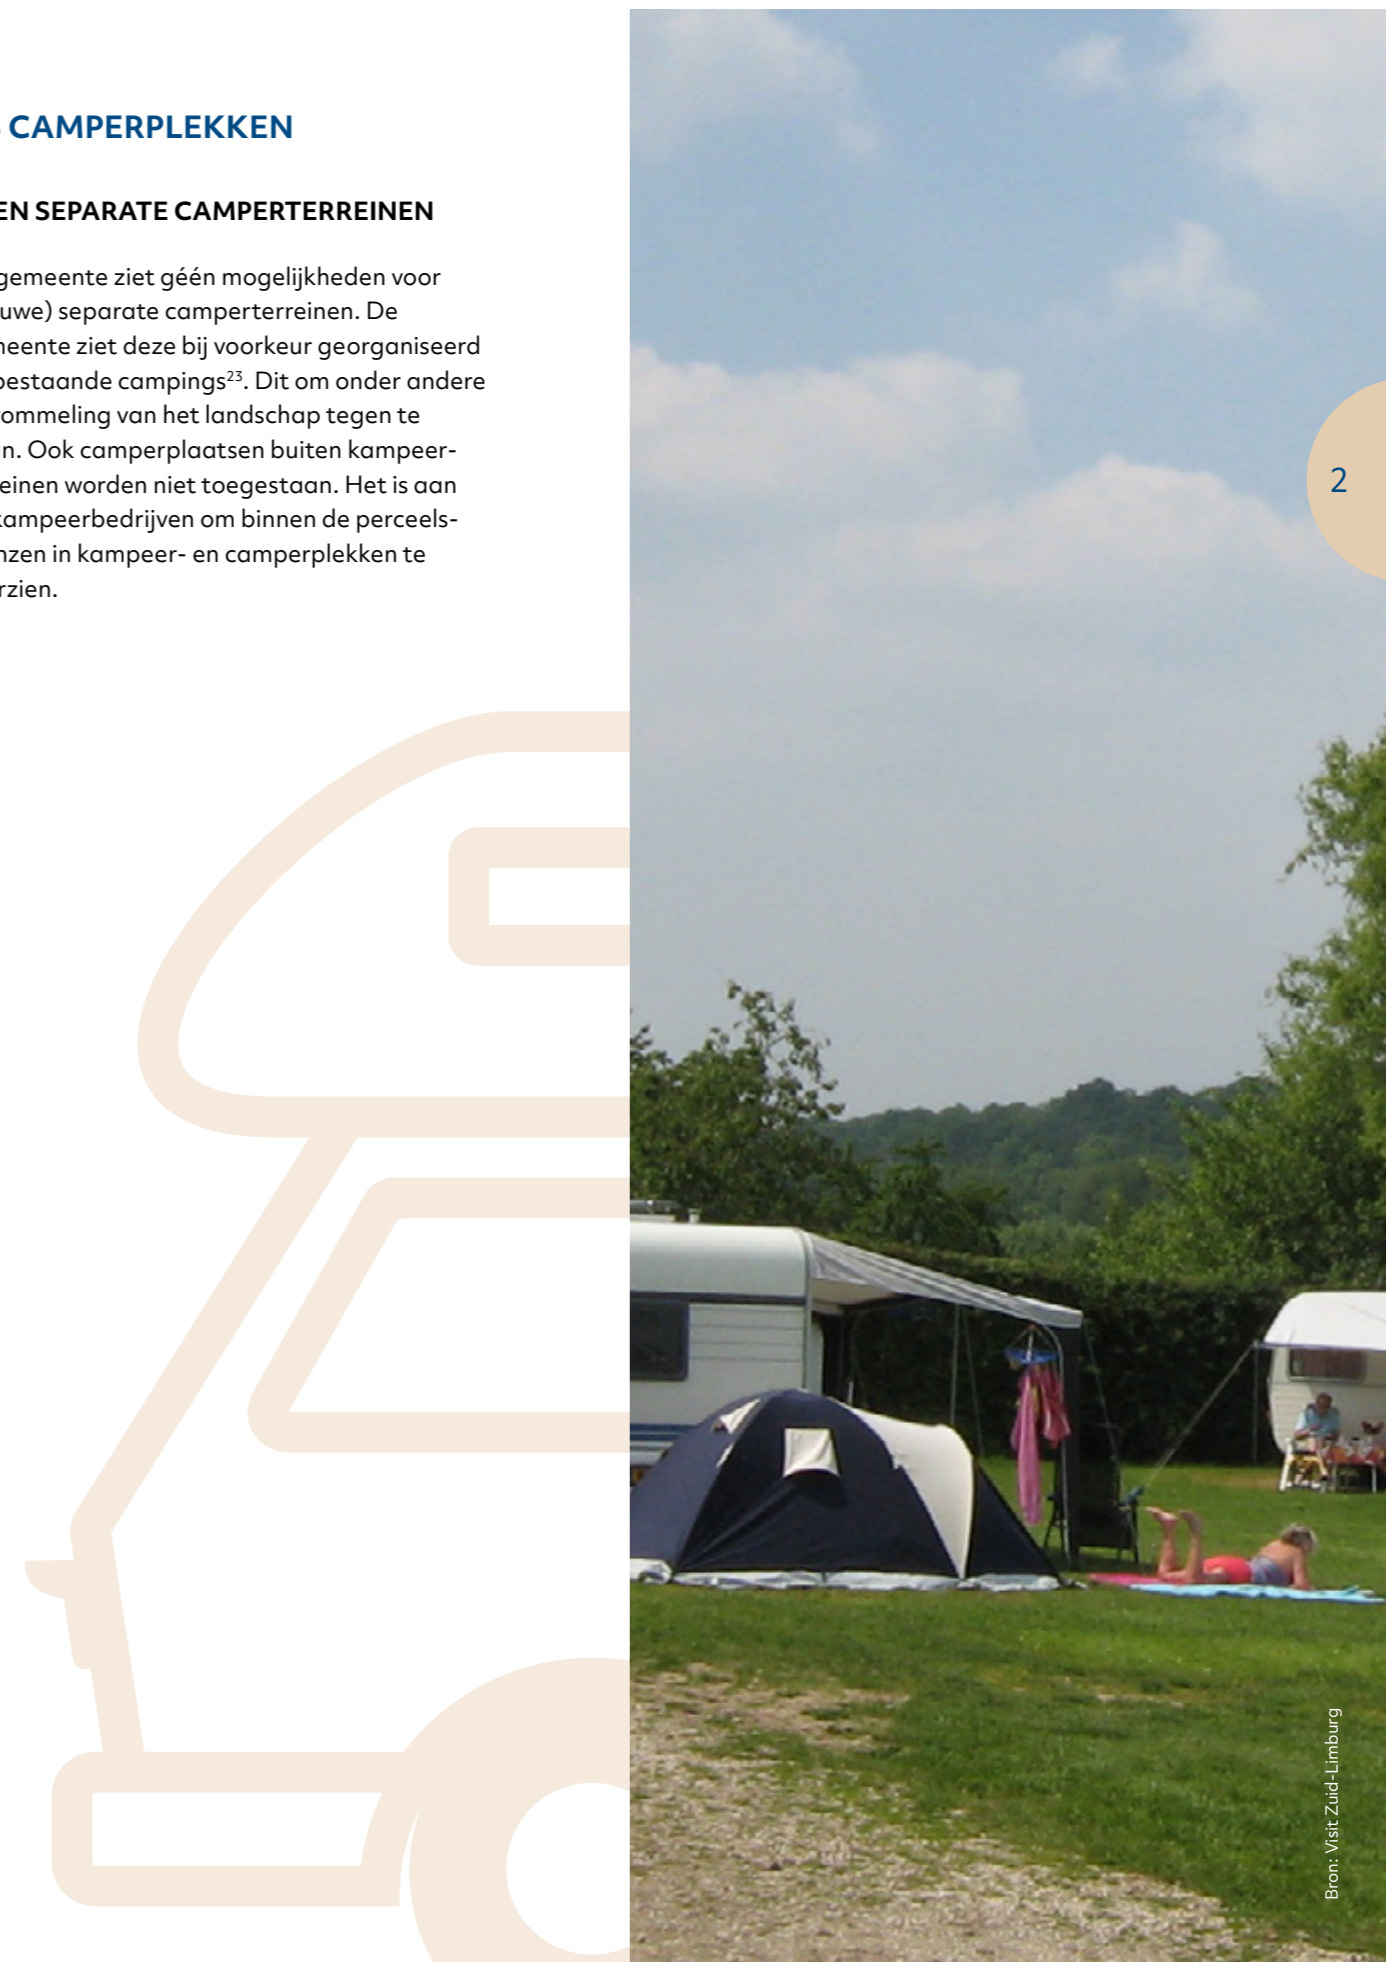 CAMPERPLEKKEN
EN SEPARATE CAMPERTERREINEN
gemeente ziet géén mogelijkheden voor
uwe) separate camperterreinen. De
neente ziet deze bij voorkeur georganiseerd
bestaande campings²³. Dit om onder andere
ommeling van het landschap tegen te
n. Ook camperplaatsen buiten kampeer-
einen worden niet toegestaan. Het is aan
kampeerbedrijven om binnen de perceels-
nzen in kampeer- en camperplekken te
rzien.
2
Bron: Visit Zuid-Limburg